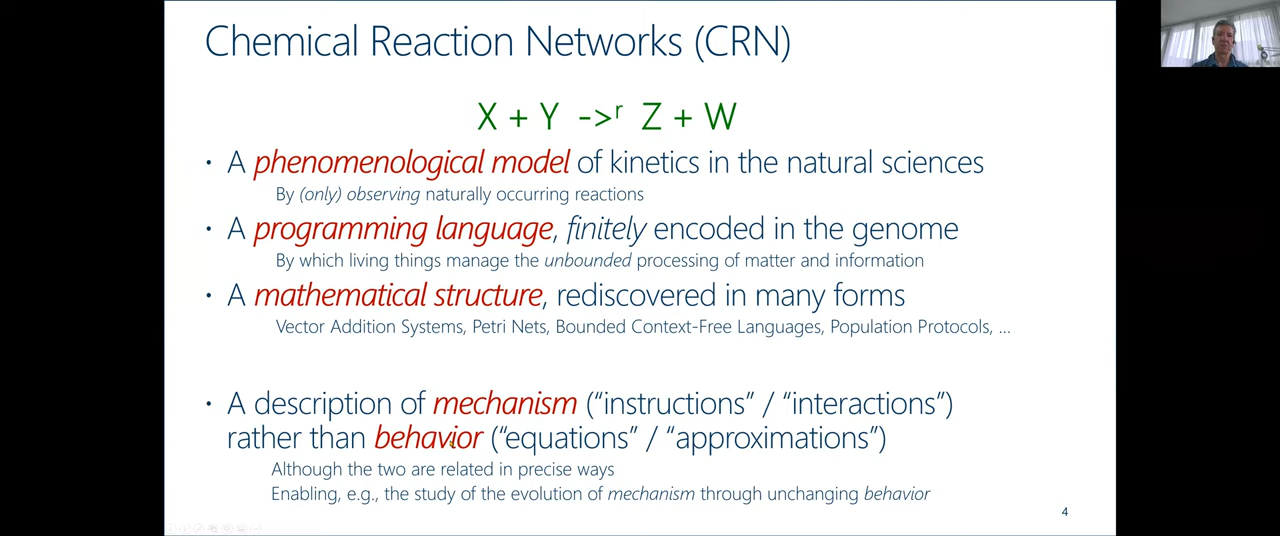 Chemical Reaction Networks (CRN)
X + Y ->r Z + W
• A phenomenological model of kinetics in the natural sciences
By (only) observing naturally occurring reactions
• A programming language, finitely encoded in the genome
By which living things manage the unbounded processing of matter and information
• A mathematical structure, rediscovered in many forms
Vector Addition Systems, Petri Nets, Bounded Context-Free Languages, Population Protocols, ...
• A description of mechanism (“instructions” / “interactions”)
rather than behavior (“equations” / “approximations”)
Although the two are related in precise ways
Enabling, e.g., the study of the evolution of mechanism through unchanging behavior
4